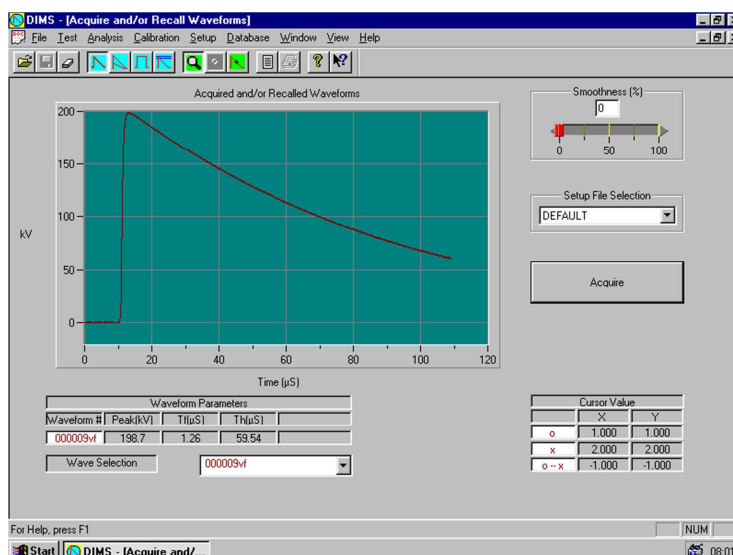 DIMS - [Acquire and/or Recall Waveforms]
File Test Analysis Calibration Setup Database Window View Help
Acquired and/or Recalled Waveforms
200
150
100
50
0
kV
0 20 40 60 80 100 120
Time (µS)
Smoothness (%)
0
0 50 100
Setup File Selection
DEFAULT
Acquire
Waveform Parameters
Waveform # Peak(kV) Tf(µS) Th(µS)
000009vf 198.7 1.26 59.54
Wave Selection 000009vf
Cursor Value
X Y
o 1.000 1.000
x 2.000 2.000
o -- x -1.000 -1.000
For Help, press F1 NUM
Start DIMS - [Acquire and/... 08:01